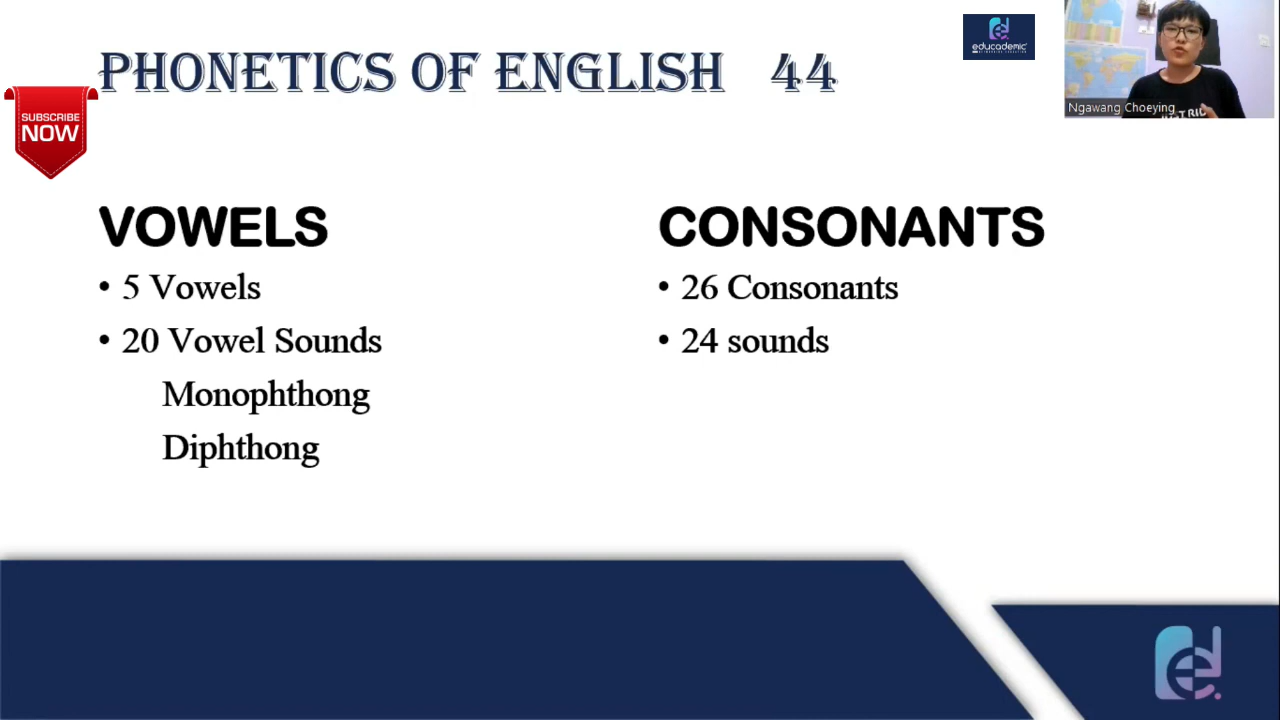 PHONETICS OF ENGLISH 44
educademic
Ngawang Choeying
SUBSCRIBE
NOW
VOWELS
• 5 Vowels
• 20 Vowel Sounds
Monophthong
Diphthong
CONSONANTS
• 26 Consonants
• 24 sounds